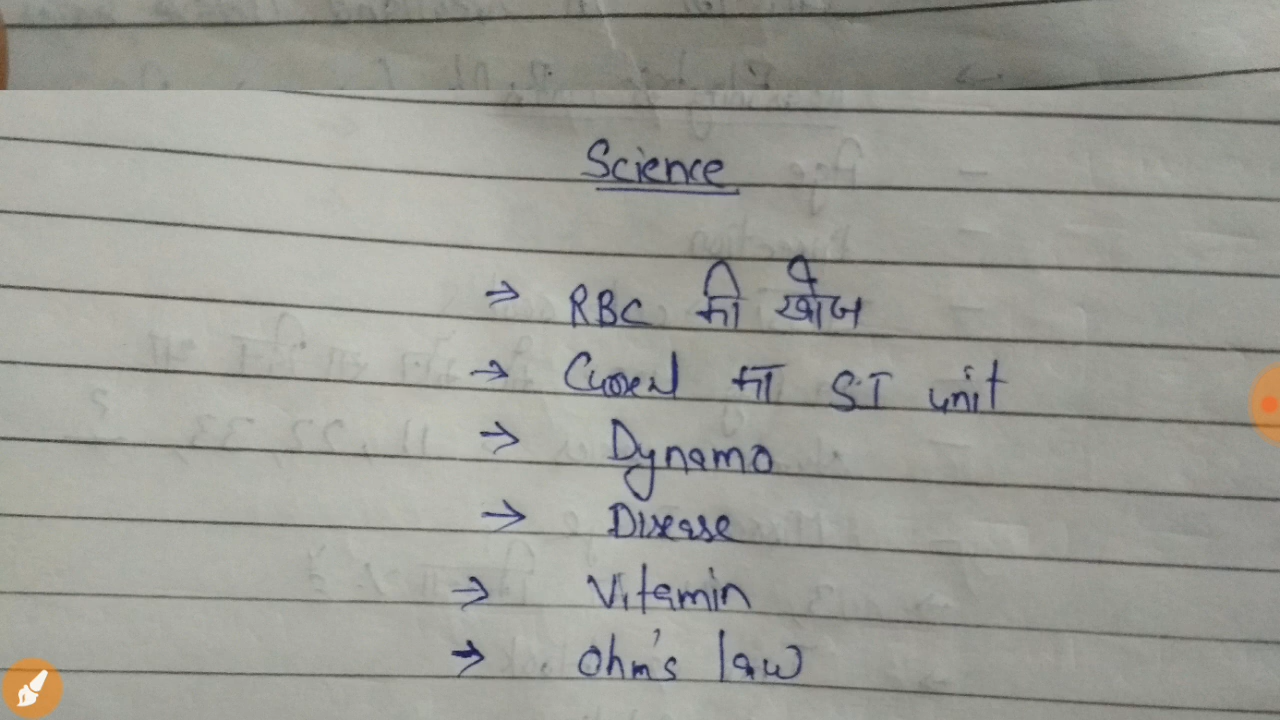 Science
→ RBC की खोज
→ Current का S.I unit
→ Dynamo
→ Disease
→ Vitamin
→ Ohm's law